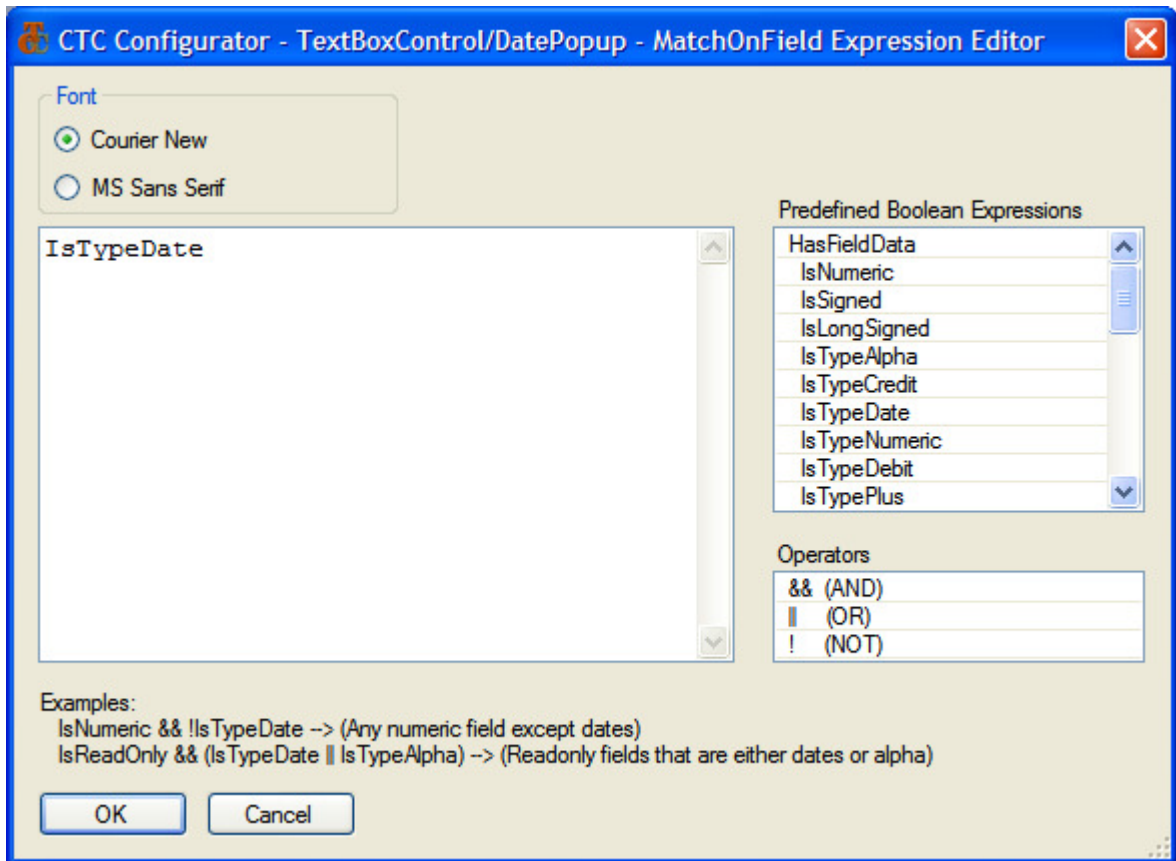 CTC Configurator - TextBoxControl/DatePopup - MatchOnField Expression Editor
Font
Courier New
MS Sans Serif
IsTypeDate
Predefined Boolean Expressions
HasFieldData
IsNumeric
IsSigned
IsLongSigned
IsTypeAlpha
IsTypeCredit
IsTypeDate
IsTypeNumeric
IsTypeDebit
IsTypePlus
Operators
&& (AND)
|| (OR)
! (NOT)
Examples:
IsNumeric && !IsTypeDate --> (Any numeric field except dates)
IsReadOnly && (IsTypeDate || IsTypeAlpha) --> (Readonly fields that are either dates or alpha)
OK
Cancel